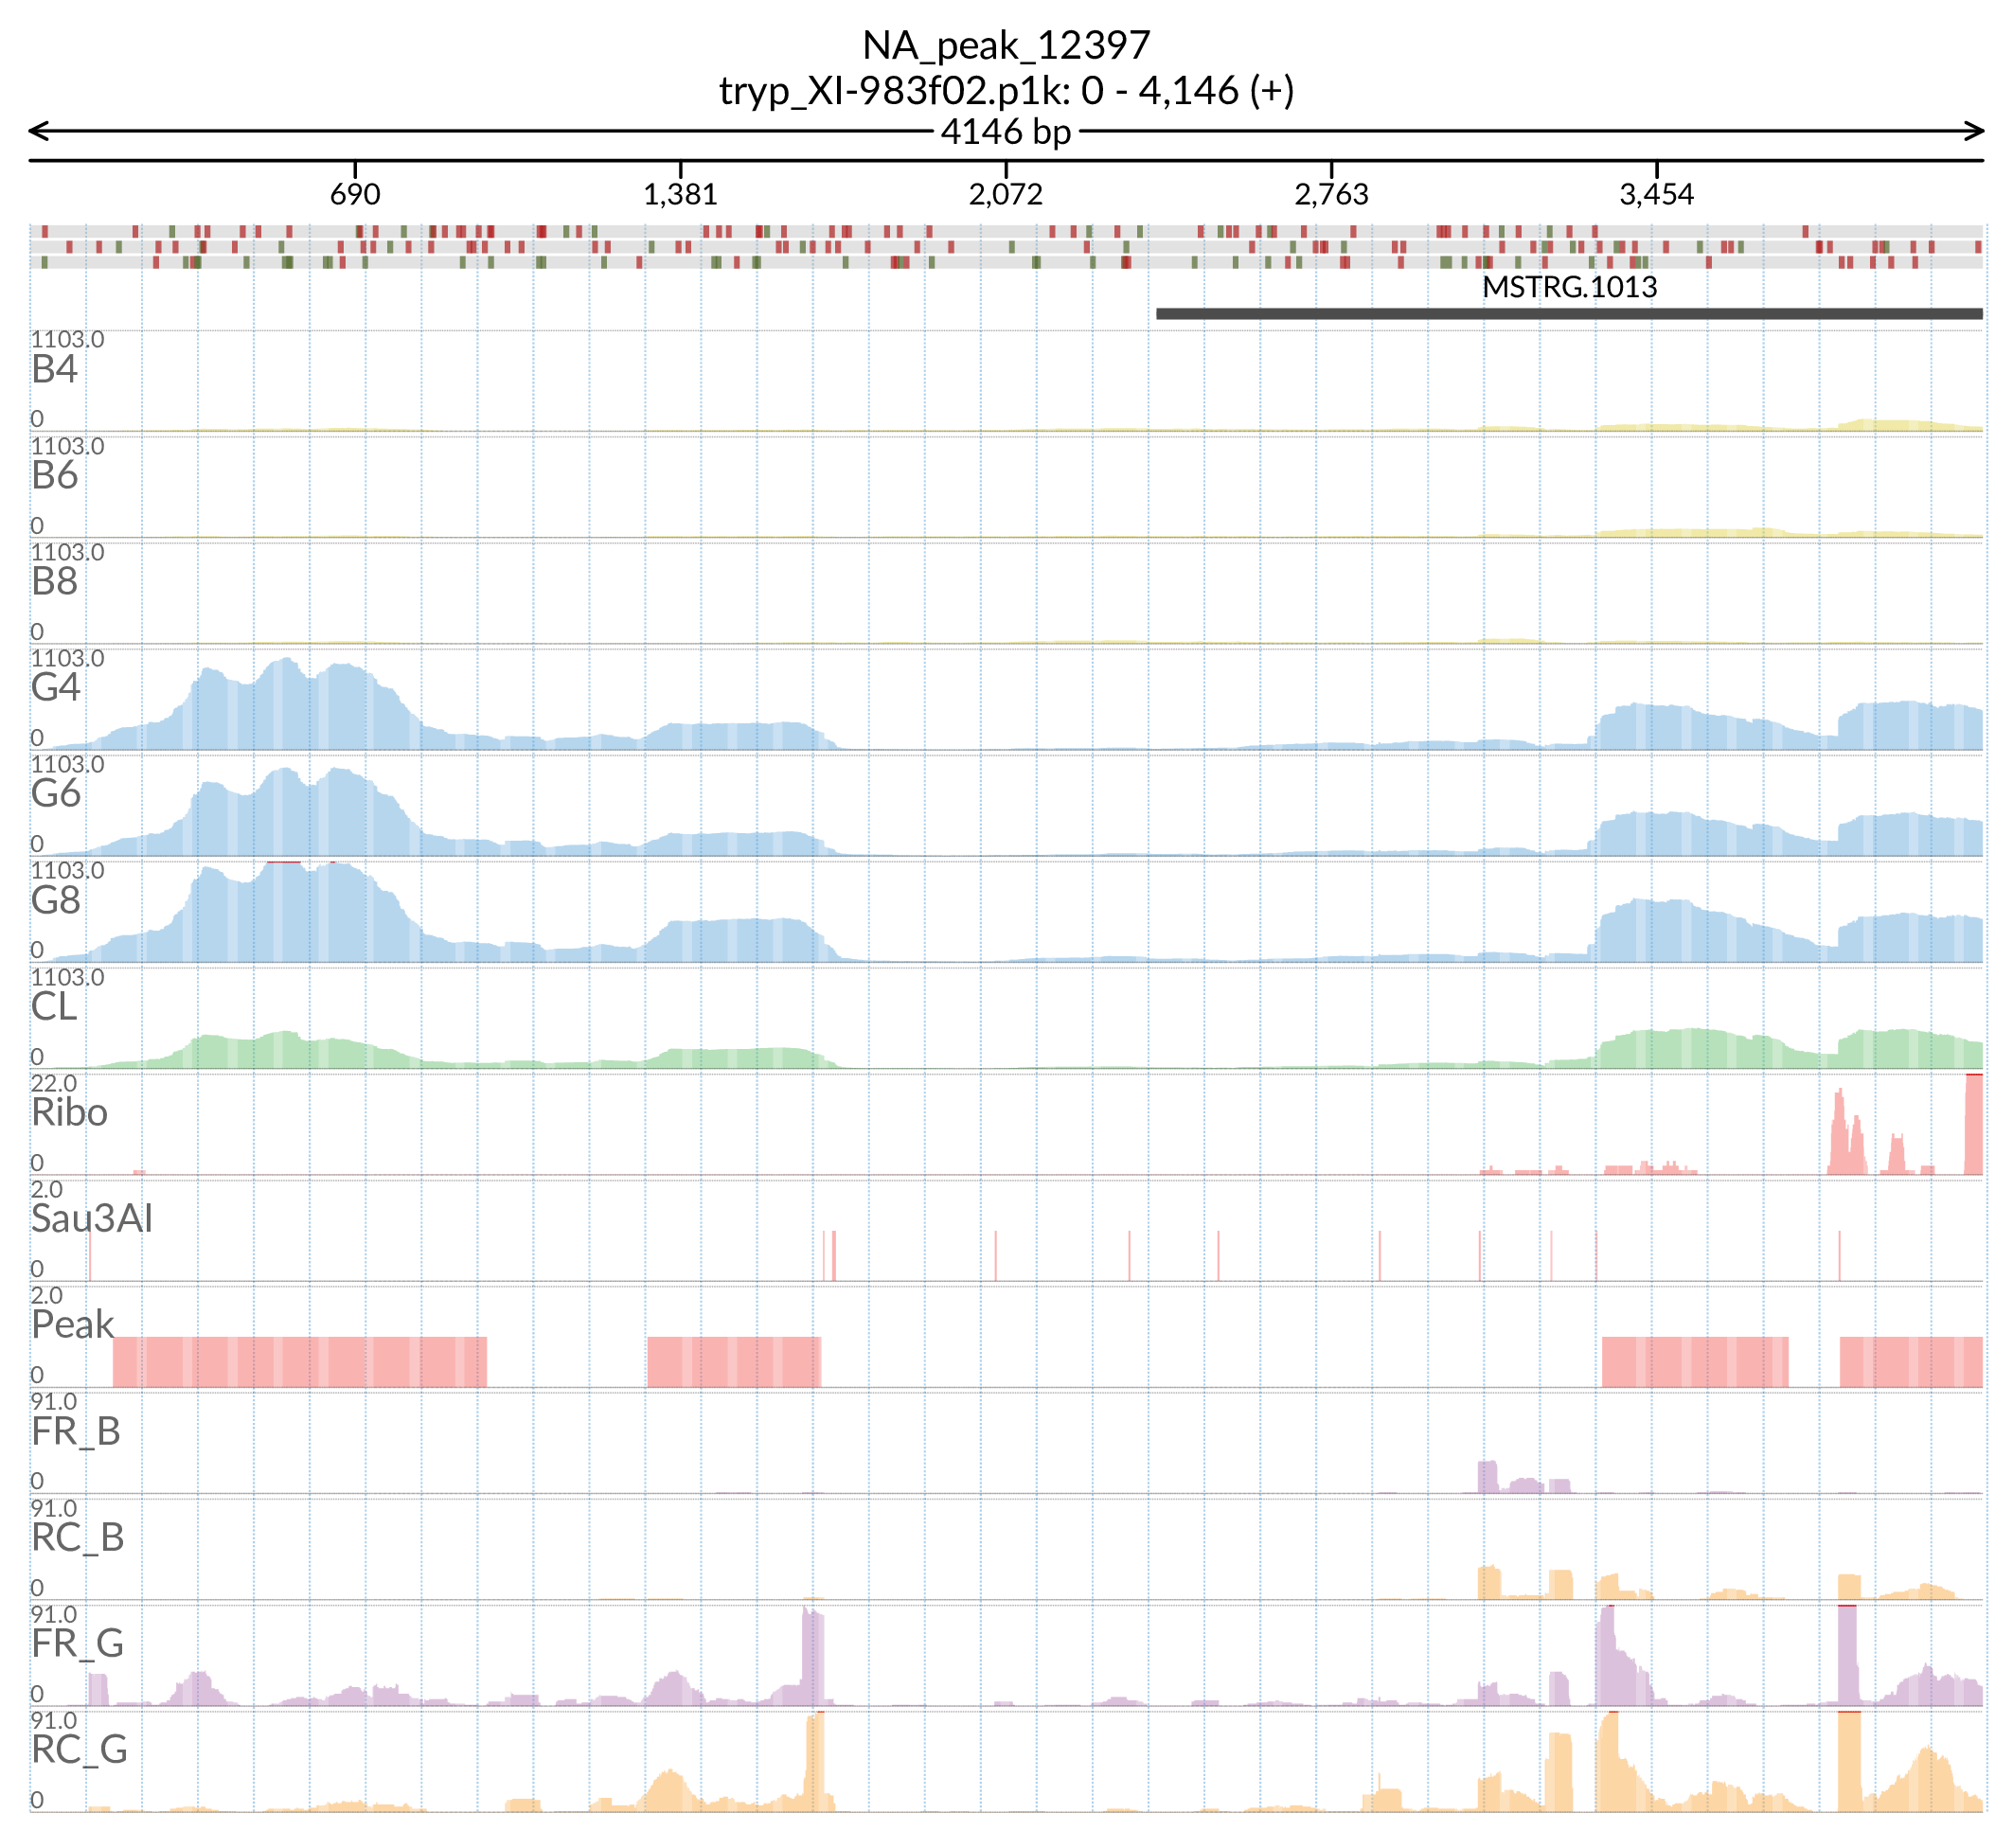 NA_peak_12397
tryp_XI-983f02.p1k: 0 - 4,146 (+)
4146 bp
690 1,381 2,072 2,763 3,454
MSTRG.1013
1103.0
B4
0
1103.0
B6
0
1103.0
B8
0
1103.0
G4
0
1103.0
G6
0
1103.0
G8
0
1103.0
CL
0
22.0
Ribo
0
2.0
Sau3AI
0
2.0
Peak
0
91.0
FR_B
0
91.0
RC_B
0
91.0
FR_G
0
91.0
RC_G
0